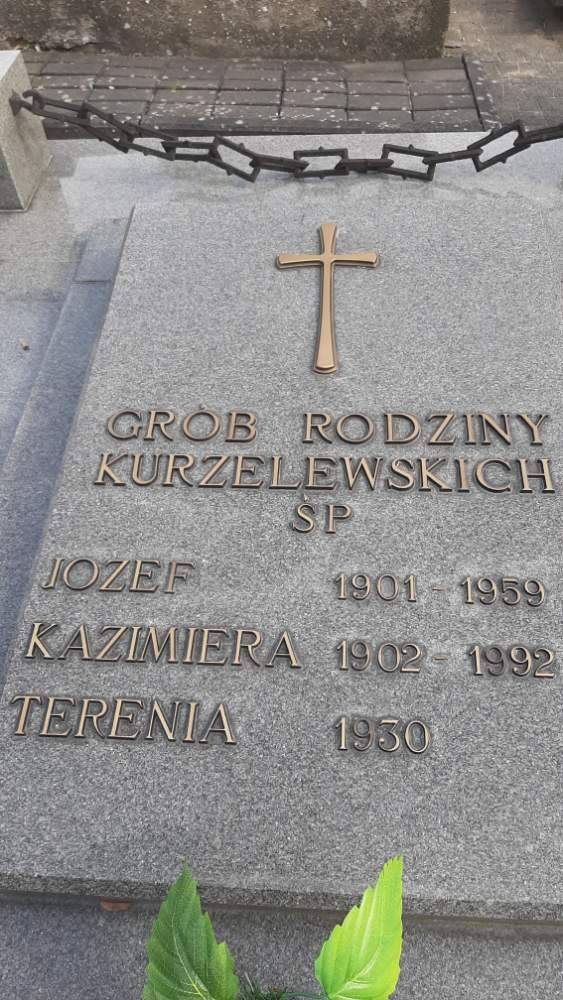 GRÓB RODZINY
KURZELEWSKICH
ŚP
JOZEF 1901 - 1959
KAZIMIERA 1902 - 1992
TERENIA 1930